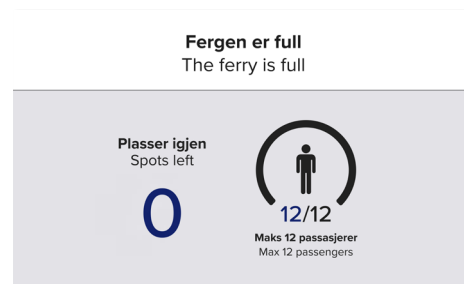 Fergen er full
The ferry is full
Plasser igjen
Spots left
0
12/12
Maks 12 passasjerer
Max 12 passengers